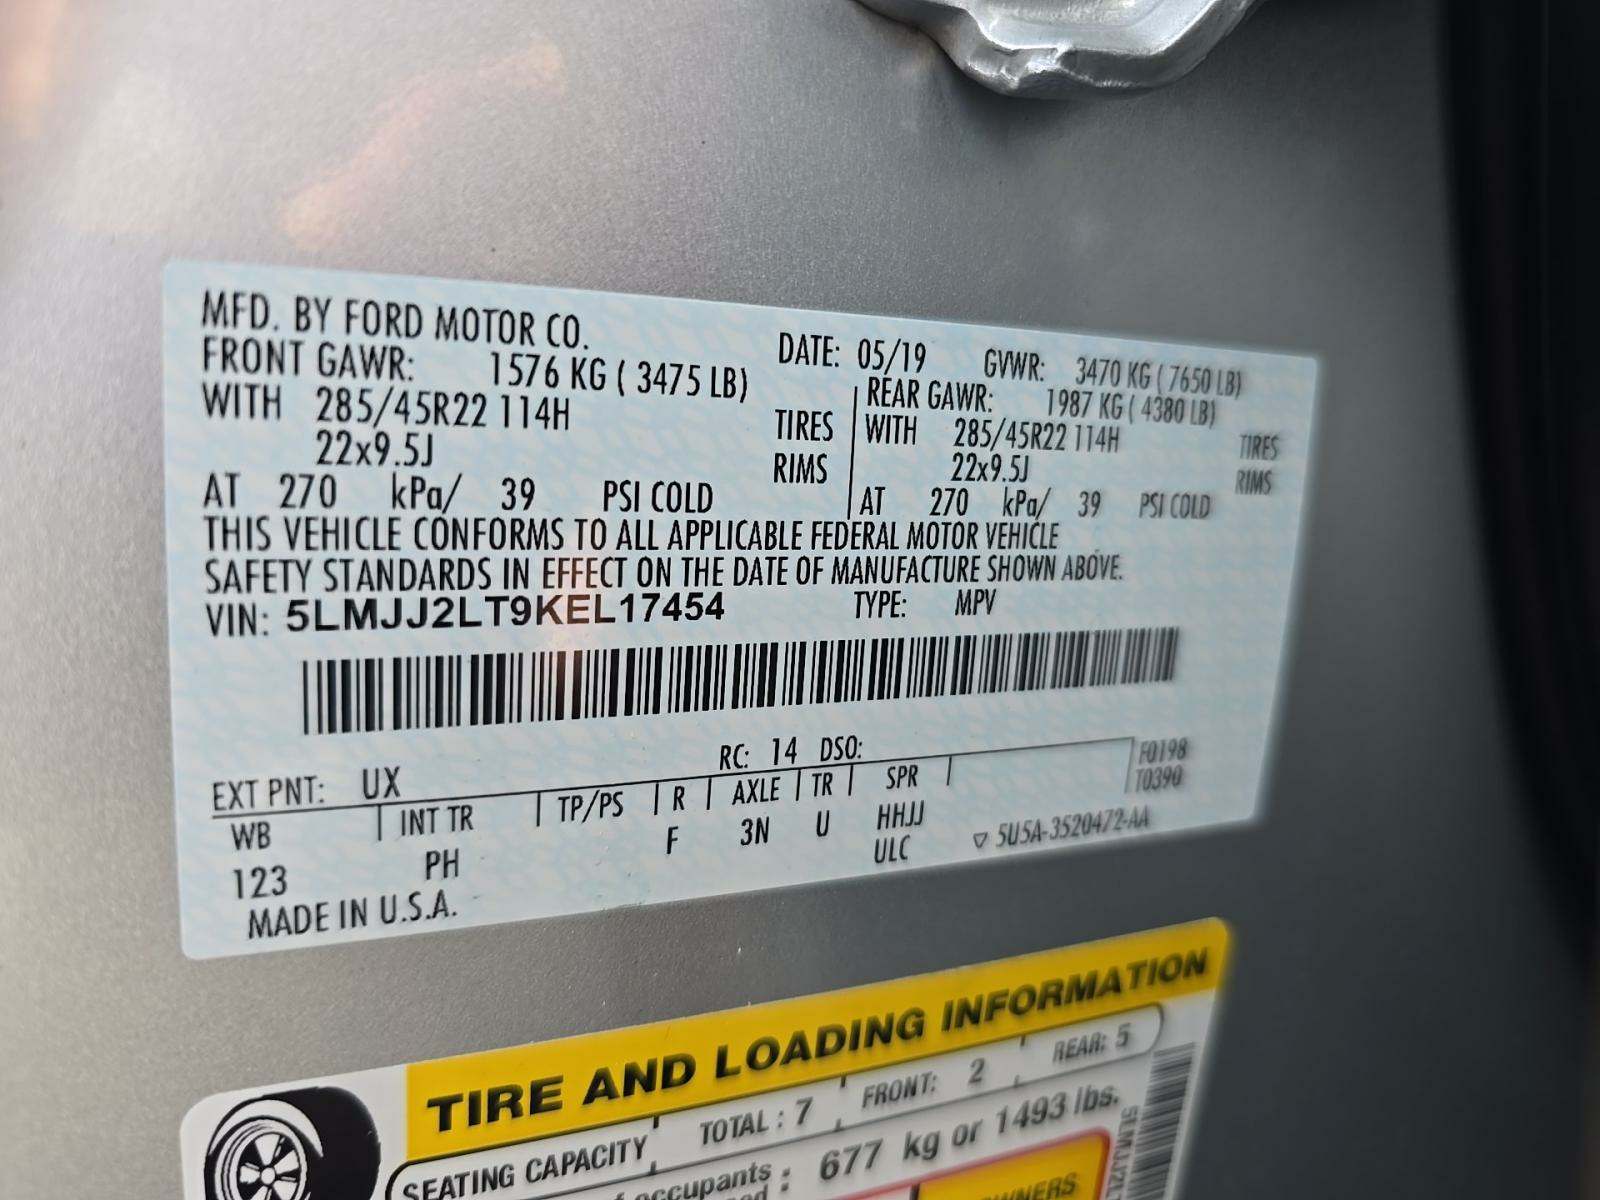 MFD. BY FORD MOTOR CO.
DATE: 05/19 GVWR: 3470 KG ( 7650 LB)
FRONT GAWR: 1576 KG ( 3475 LB)
WITH 285/45R22 114H TIRES
22x9.5J RIMS
AT 270 kPa/ 39 PSI COLD
REAR GAWR: 1987 KG ( 4380 LB)
WITH 285/45R22 114H TIRES
22x9.5J RIMS
AT 270 kPa/ 39 PSI COLD
THIS VEHICLE CONFORMS TO ALL APPLICABLE FEDERAL MOTOR VEHICLE
SAFETY STANDARDS IN EFFECT ON THE DATE OF MANUFACTURE SHOWN ABOVE.
VIN: 5LMJJ2LT9KEL17454 TYPE: MPV
EXT PNT: UX RC: 14 DSO: F0198
T0390
WB INT TR TP/PS R AXLE TR SPR
123 PH F 3N U HHJJ
ULC
MADE IN U.S.A. 5U5A-3520472-AA
TIRE AND LOADING INFORMATION
SEATING CAPACITY TOTAL : 7 FRONT: 2 REAR: 5
occupants : 677 kg or 1493 lbs.